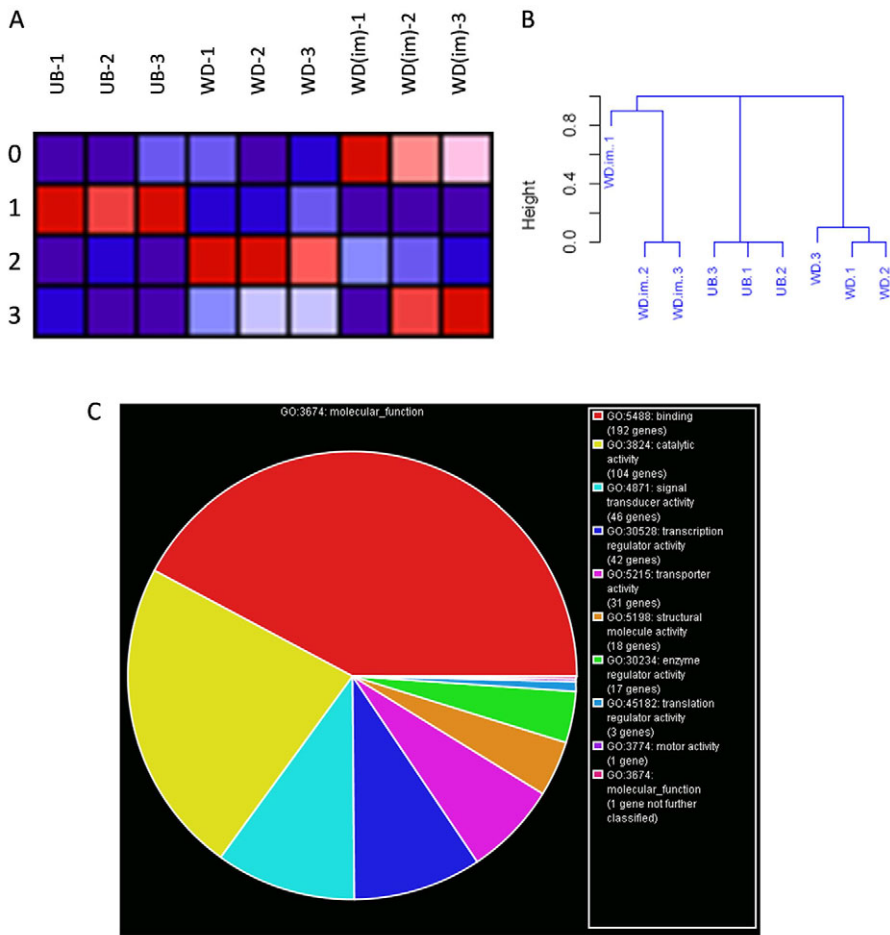 A
UB-1
UB-2
UB-3
WD-1
WD-2
WD-3
WD(im)-1
WD(im)-2
WD(im)-3
0
1
2
3
B
Height
0.8
0.4
0.0
WD.im..1
WD.im..2
WD.im..3
UB.3
UB.1
UB.2
WD.3
WD.1
WD.2
C
GO:3674: molecular_function
GO:5488: binding
(192 genes)
GO:3824: catalytic
activity
(104 genes)
GO:4871: signal
transducer activity
(46 genes)
GO:30528: transcription
regulator activity
(42 genes)
GO:5215: transporter
activity
(31 genes)
GO:5198: structural
molecule activity
(18 genes)
GO:30234: enzyme
regulator activity
(17 genes)
GO:45182: translation
regulator activity
(3 genes)
GO:3774: motor activity
(1 gene)
GO:3674:
molecular_function
(1 gene not further
classified)